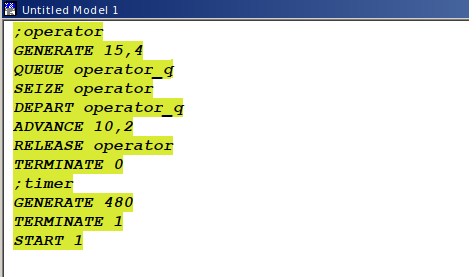 Untitled Model 1
;operator
GENERATE 15,4
QUEUE operator_q
SEIZE operator
DEPART operator_q
ADVANCE 10,2
RELEASE operator
TERMINATE 0
;timer
GENERATE 480
TERMINATE 1
START 1